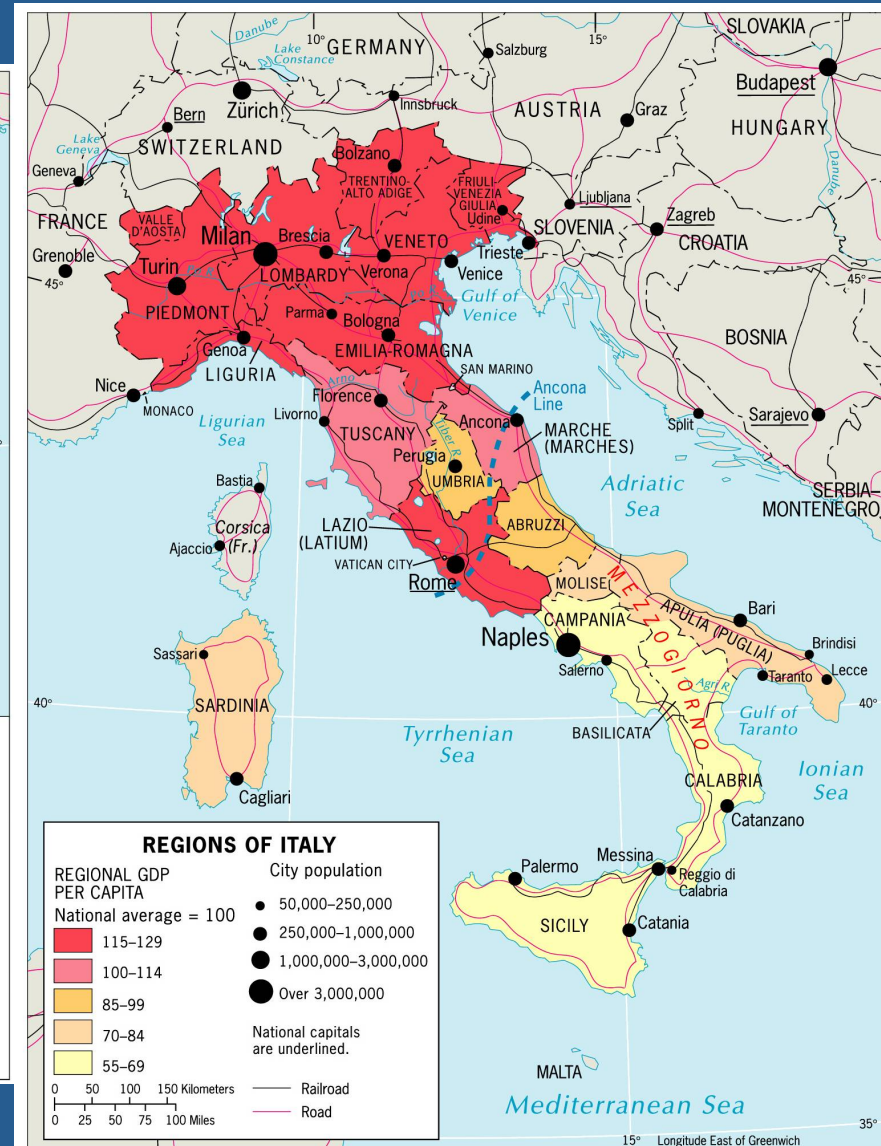 SLOVAKIA
Danube
10°
GERMANY
15°
Lake
Constance
Salzburg
Budapest
Zürich
Innsbruck
AUSTRIA
Graz
HUNGARY
Bern
Lake
Geneva
SWITZERLAND
Bolzano
Danube
Geneva
TRENTINO-
ALTO ADIGE
FRIULI-
VENEZIA
GIULIA
Udine
Ljubljana
FRANCE
VALLE
D'AOSTA
Milan
Brescia
VENETO
SLOVENIA
Zagreb
CROATIA
Grenoble
Turin
Po R.
LOMBARDY
Verona
Venice
Trieste
45°
45°
PIEDMONT
Parma
Bologna
Gulf of
Venice
Genoa
LIGURIA
EMILIA-ROMAGNA
BOSNIA
SAN MARINO
Nice
MONACO
Arno
Florence
Ancona
Line
Ligurian
Sea
Livorno
TUSCANY
Ancona
MARCHE
(MARCHES)
Split
Sarajevo
Tiber R.
Perugia
UMBRIA
Adriatic
Sea
SERBIA-
MONTENEGRO
Bastia
Corsica
(Fr.)
Ajaccio
LAZIO
(LATIUM)
ABRUZZI
VATICAN CITY
Rome
MOLISE
MEZZOGIORNO
CAMPANIA
APULIA (PUGLIA)
Bari
Naples
Salerno
Brindisi
Sassari
Taranto
Lecce
SARDINIA
Agri R.
40°
40°
Tyrrhenian
Sea
BASILICATA
Gulf of
Taranto
Ionian
Sea
Cagliari
CALABRIA
Catanzano
Messina
Palermo
Reggio di
Calabria
SICILY
Catania
MALTA
Mediterranean Sea
35°
15°
Longitude East of Greenwich
REGIONS OF ITALY
REGIONAL GDP
PER CAPITA
National average = 100
115–129
100–114
85–99
70–84
55–69
City population
50,000–250,000
250,000–1,000,000
1,000,000–3,000,000
Over 3,000,000
National capitals
are underlined.
Railroad
Road
0 50 100 150 Kilometers
0 25 50 75 100 Miles